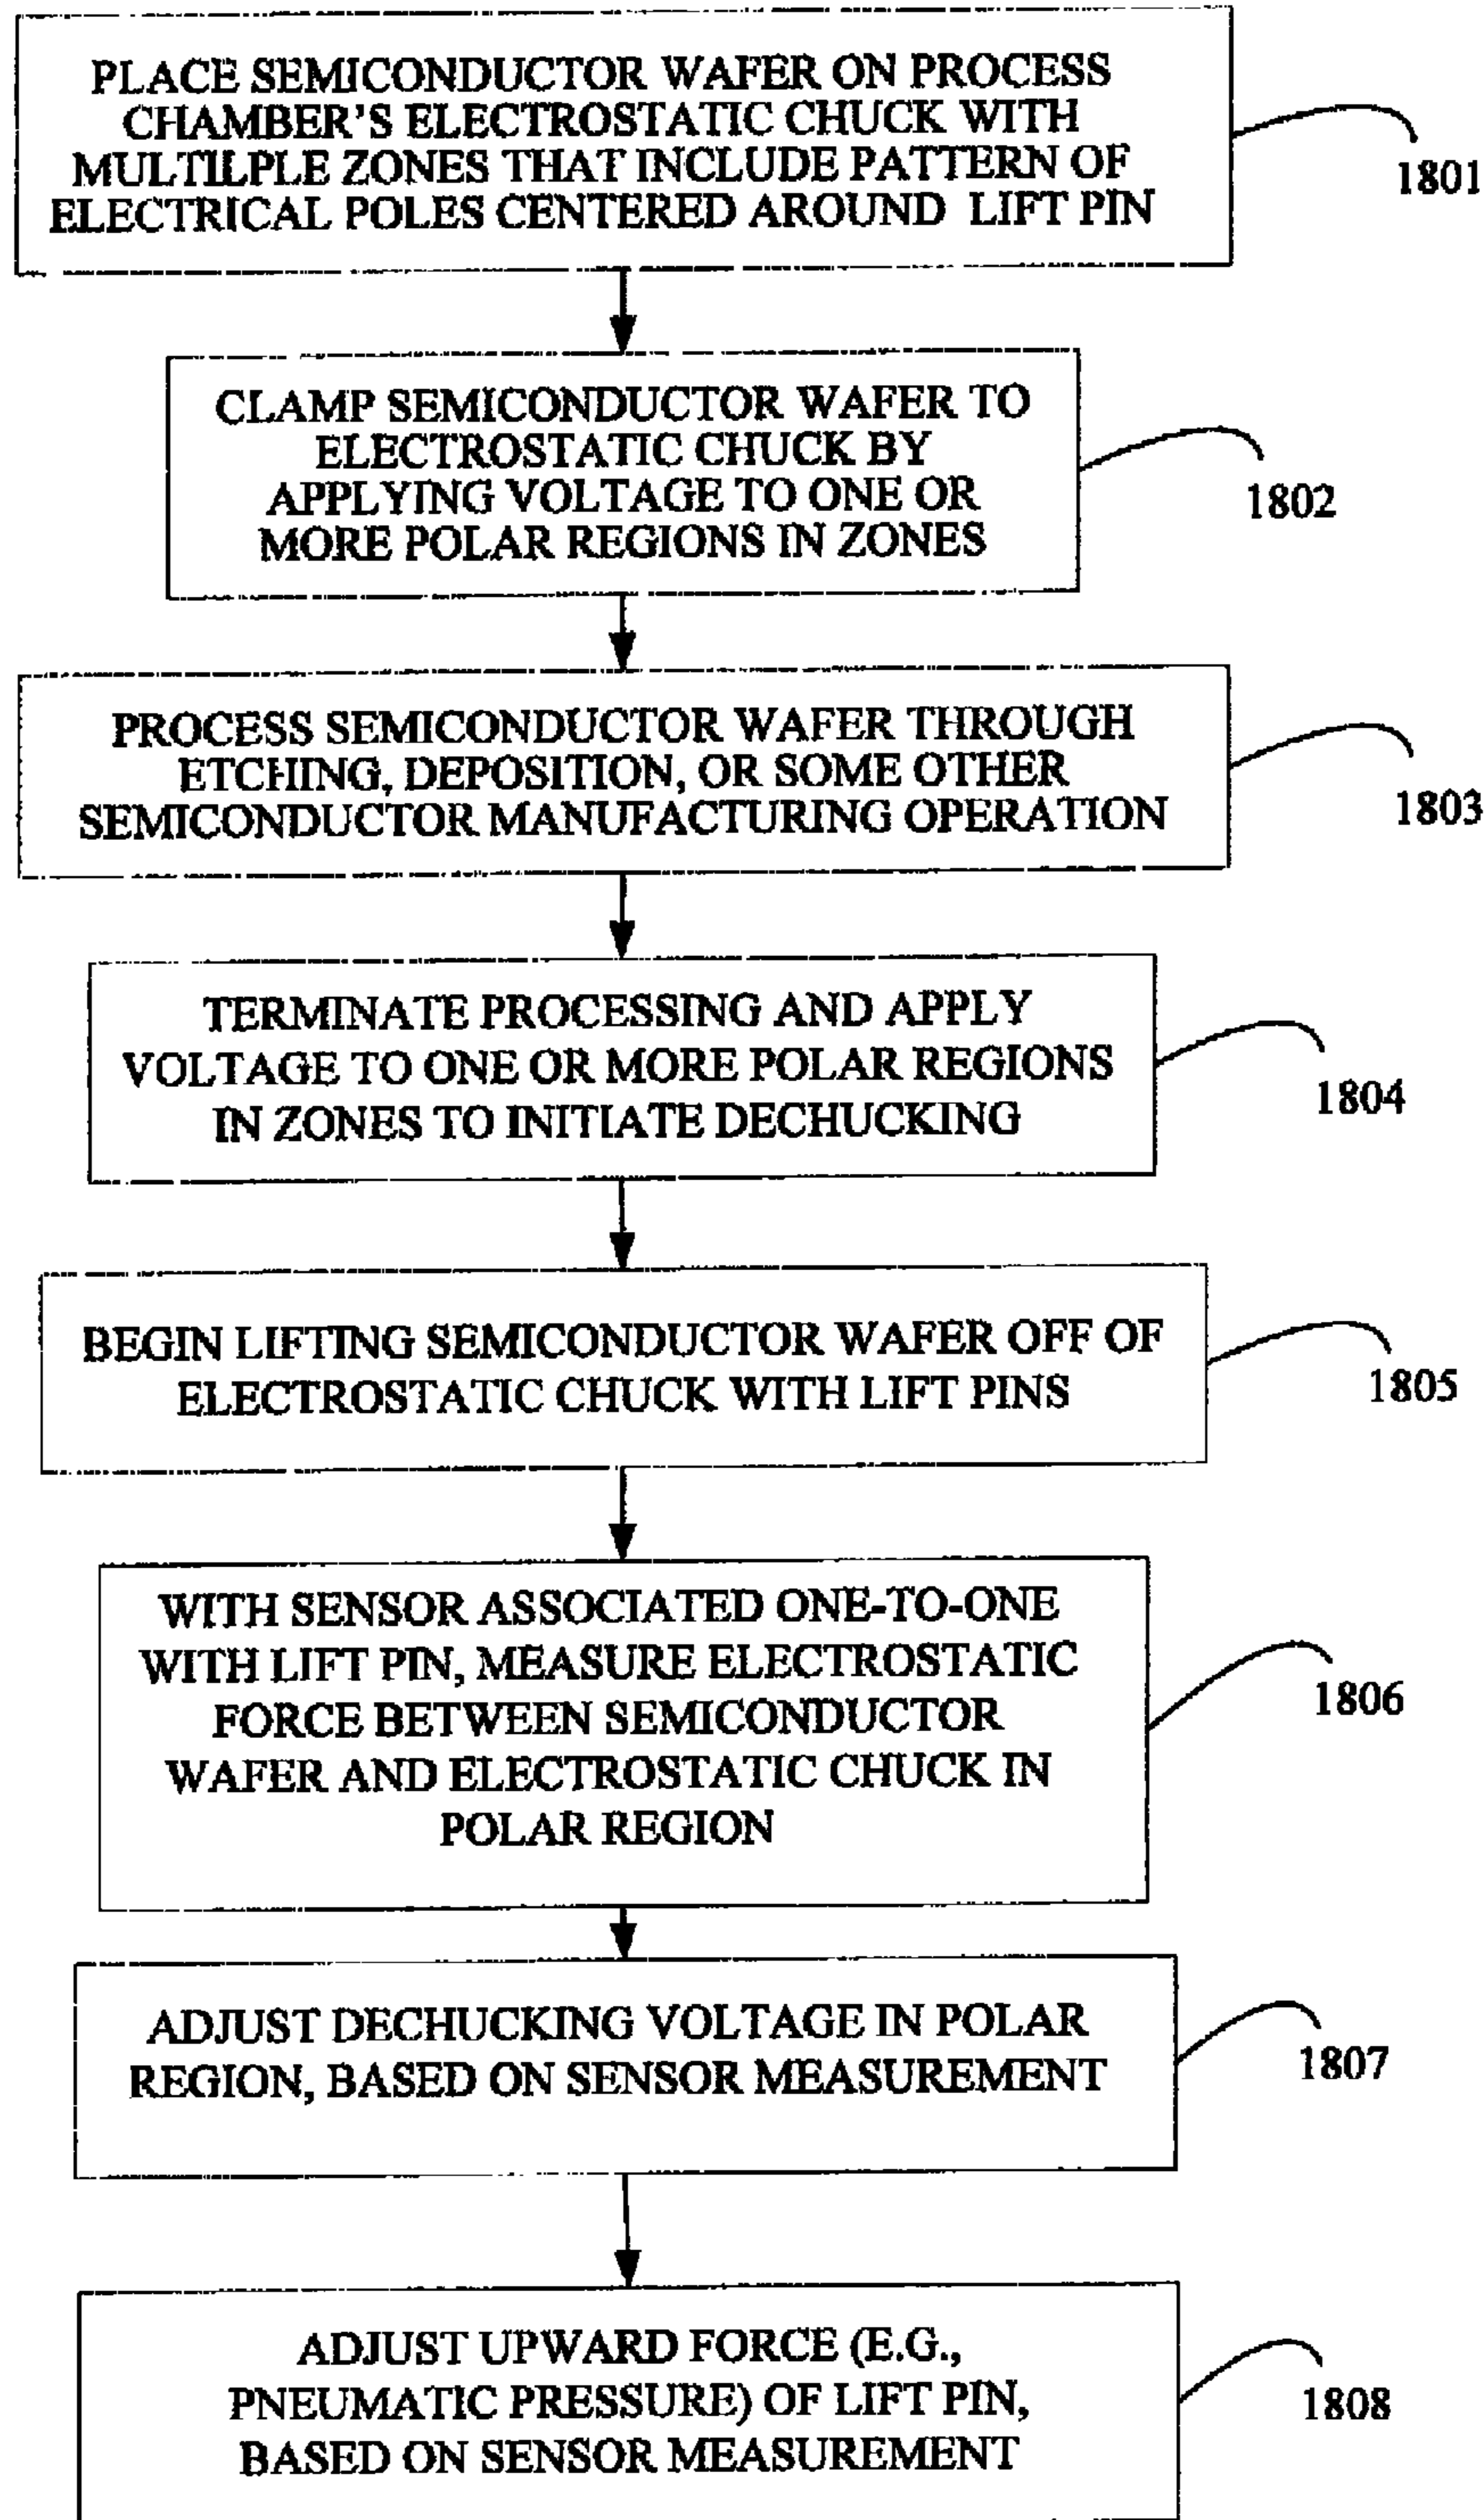 PLACE SEMICONDUCTOR WAFER ON PROCESS
CHAMBER'S ELECTROSTATIC CHUCK WITH
MULTILPLE ZONES THAT INCLUDE PATTERN OF
ELECTRICAL POLES CENTERED AROUND LIFT PIN
1801
CLAMP SEMICONDUCTOR WAFER TO
ELECTROSTATIC CHUCK BY
APPLYING VOLTAGE TO ONE OR
MORE POLAR REGIONS IN ZONES
1802
PROCESS SEMICONDUCTOR WAFER THROUGH
ETCHING, DEPOSITION, OR SOME OTHER
SEMICONDUCTOR MANUFACTURING OPERATION
1803
TERMINATE PROCESSING AND APPLY
VOLTAGE TO ONE OR MORE POLAR REGIONS
IN ZONES TO INITIATE DECHUCKING
1804
BEGIN LIFTING SEMICONDUCTOR WAFER OFF OF
ELECTROSTATIC CHUCK WITH LIFT PINS
1805
WITH SENSOR ASSOCIATED ONE-TO-ONE
WITH LIFT PIN, MEASURE ELECTROSTATIC
FORCE BETWEEN SEMICONDUCTOR
WAFER AND ELECTROSTATIC CHUCK IN
POLAR REGION
1806
ADJUST DECHUCKING VOLTAGE IN POLAR
REGION, BASED ON SENSOR MEASUREMENT
1807
ADJUST UPWARD FORCE (E.G.,
PNEUMATIC PRESSURE) OF LIFT PIN,
BASED ON SENSOR MEASUREMENT
1808